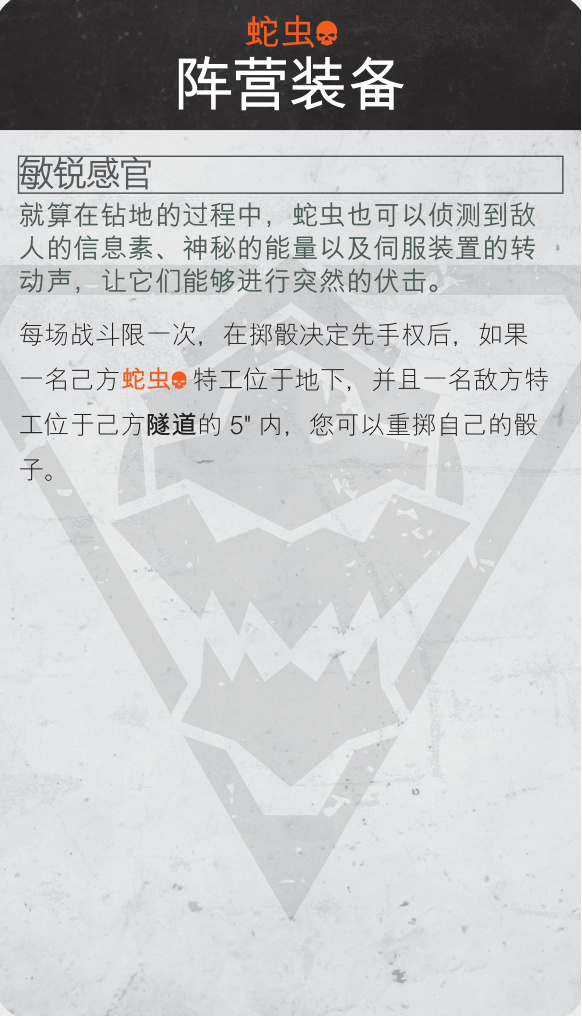 蛇虫
阵营装备
敏锐感官
就算在钻地的过程中，蛇虫也可以侦测到敌
人的信息素、神秘的能量以及伺服装置的转
动声，让它们能够进行突然的伏击。
每场战斗限一次，在掷骰决定先手权后，如果
一名己方蛇虫 特工位于地下，并且一名敌方特
工位于己方隧道的 5" 内，您可以重掷自己的骰
子。